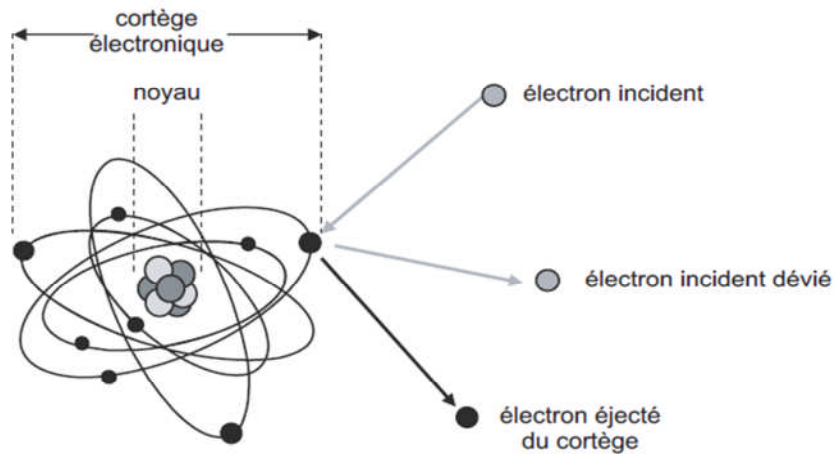 cortège
électronique
noyau
électron incident
électron incident dévié
électron éjecté
du cortège